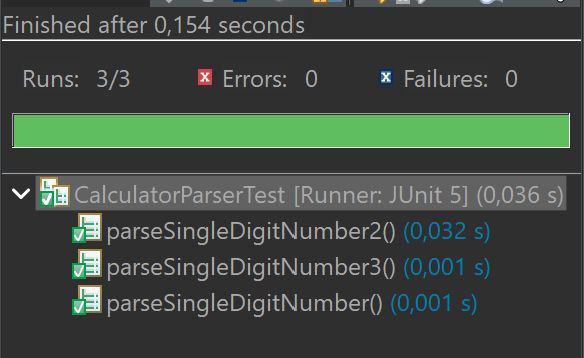 Finished after 0,154 seconds
Runs: 3/3 Errors: 0 Failures: 0
CalculatorParserTest [Runner: JUnit 5] (0,036 s)
parseSingleDigitNumber2() (0,032 s)
parseSingleDigitNumber3() (0,001 s)
parseSingleDigitNumber() (0,001 s)